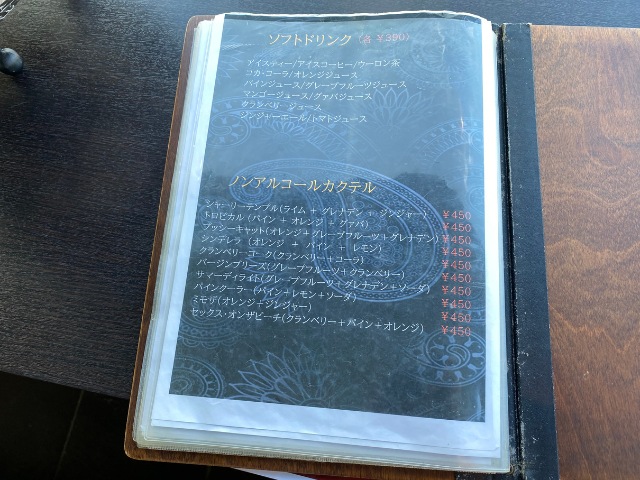 ソフトドリンク (各 ¥390)
アイスティー/アイスコーヒー/ウーロン茶
コカ・コーラ/オレンジジュース
パインジュース/グレープフルーツジュース
マンゴージュース/グァバジュース
クランベリージュース
ジンジャーエール/トマトジュース
ノンアルコールカクテル
シャーリーテンプル(ライム + グレナデン + ジンジャー) ¥450
トロピカル (パイン + オレンジ + グァバ) ¥450
プッシーキャット(オレンジ+グレープフルーツ+グレナデン) ¥450
シンデレラ (オレンジ + パイン + レモン) ¥450
クランベリーコーク(クランベリー+コーラ) ¥450
バージンブリーズ(グレープフルーツ+クランベリー) ¥450
サマーディライト(グレープフルーツ+グレナデン+ソーダ) ¥450
パインクーラー (パイン+レモン+ソーダ) ¥450
ミモザ(オレンジ+ジンジャー) ¥450
セックス・オンザビーチ(クランベリー+パイン+オレンジ) ¥450